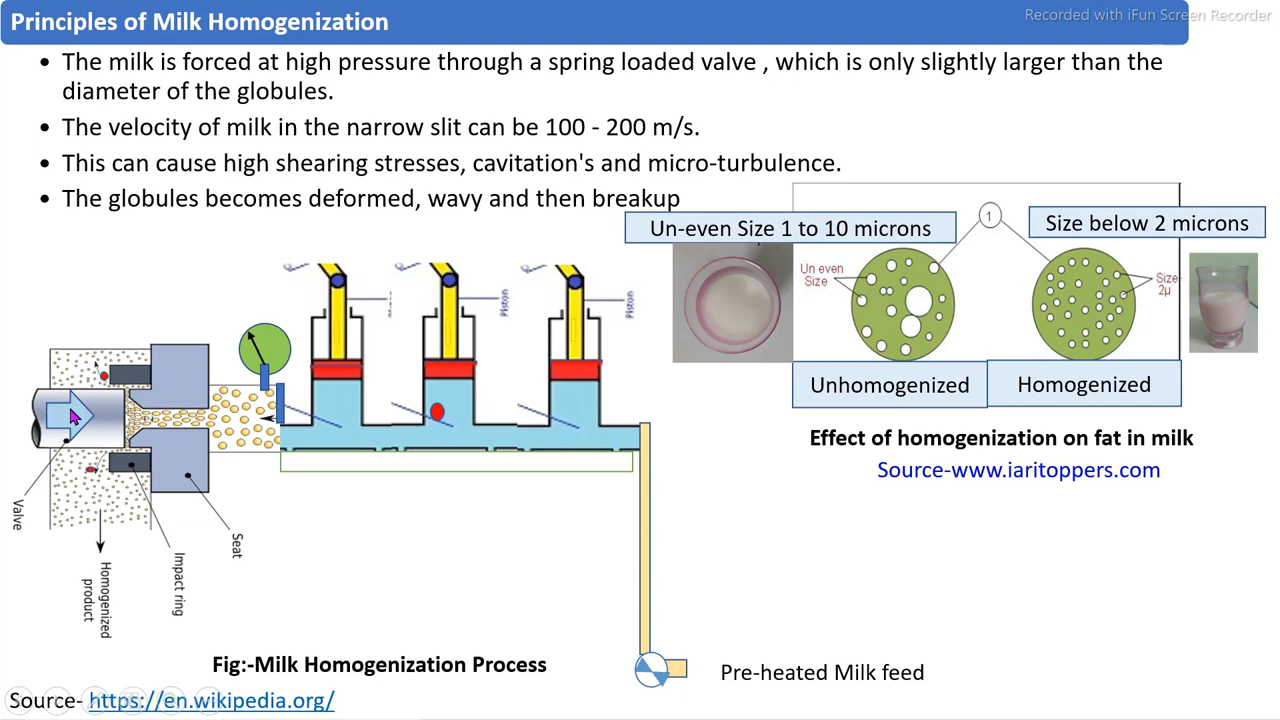 Principles of Milk Homogenization
Recorded with iFun Screen Recorder
• The milk is forced at high pressure through a spring loaded valve , which is only slightly larger than the
diameter of the globules.
• The velocity of milk in the narrow slit can be 100 - 200 m/s.
• This can cause high shearing stresses, cavitation's and micro-turbulence.
• The globules becomes deformed, wavy and then breakup
Un-even Size 1 to 10 microns
1
Size below 2 microns
Un even
Size
Size
2μ
Unhomogenized
Homogenized
Effect of homogenization on fat in milk
Source-www.iaritoppers.com
Piston
Piston
Valve
Seat
Impact ring
Homogenized
product
Fig:-Milk Homogenization Process
Pre-heated Milk feed
Source- https://en.wikipedia.org/